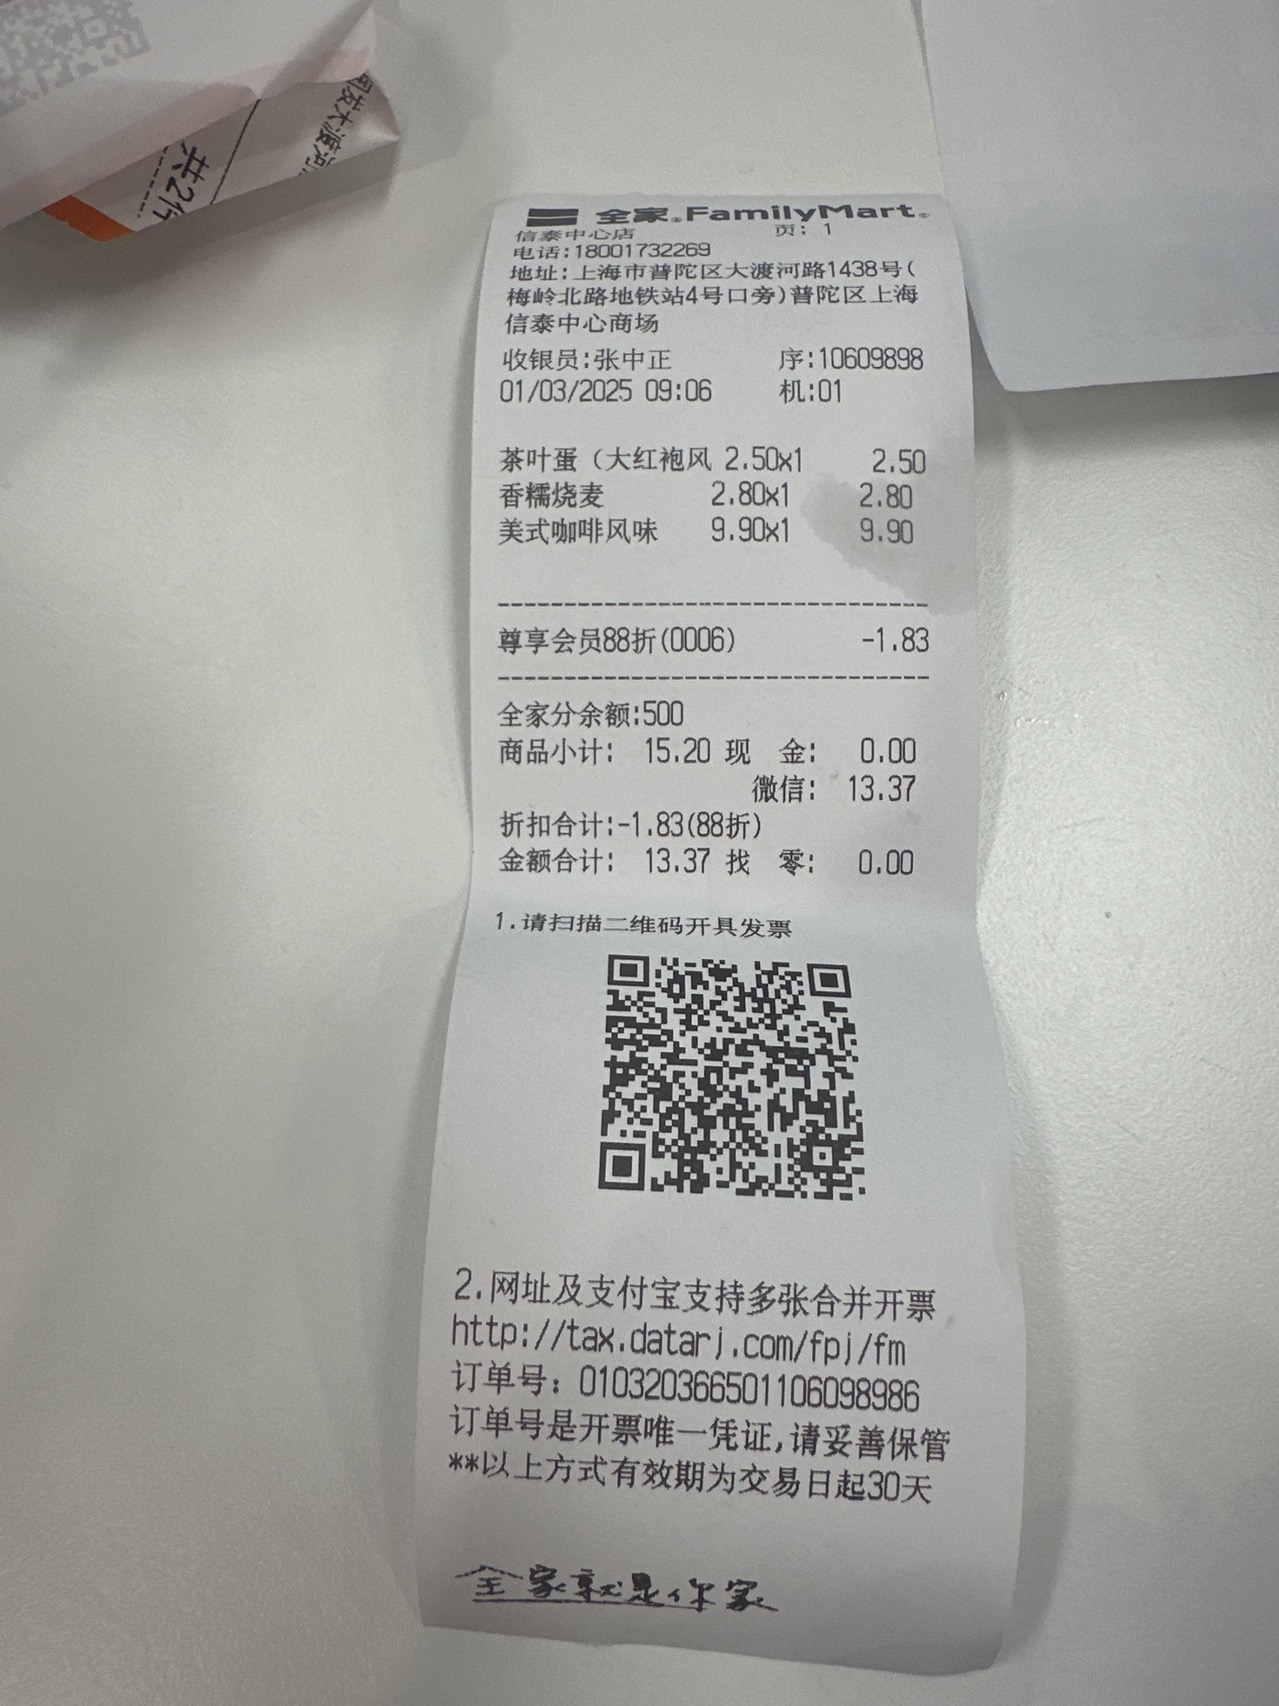 共21
全家®FamilyMart®
信泰中心店 页: 1
电话:18001732269
地址:上海市普陀区大渡河路1438号(
梅岭北路地铁站4号口旁)普陀区上海
信泰中心商场
收银员:张中正 序:10609898
01/03/2025 09:06 机:01
茶叶蛋（大红袍风 2.50x1 2.50
香糯烧麦 2.80x1 2.80
美式咖啡风味 9.90x1 9.90
尊享会员88折(0006) -1.83
全家分余额:500
商品小计: 15.20 现 金: 0.00
微信: 13.37
折扣合计:-1.83(88折)
金额合计: 13.37 找 零: 0.00
1.请扫描二维码开具发票
2.网址及支付宝支持多张合并开票
http://tax.datarj.com/fpj/fm
订单号: 010320366501106098986
订单号是开票唯一凭证,请妥善保管
**以上方式有效期为交易日起30天
全家就是你家